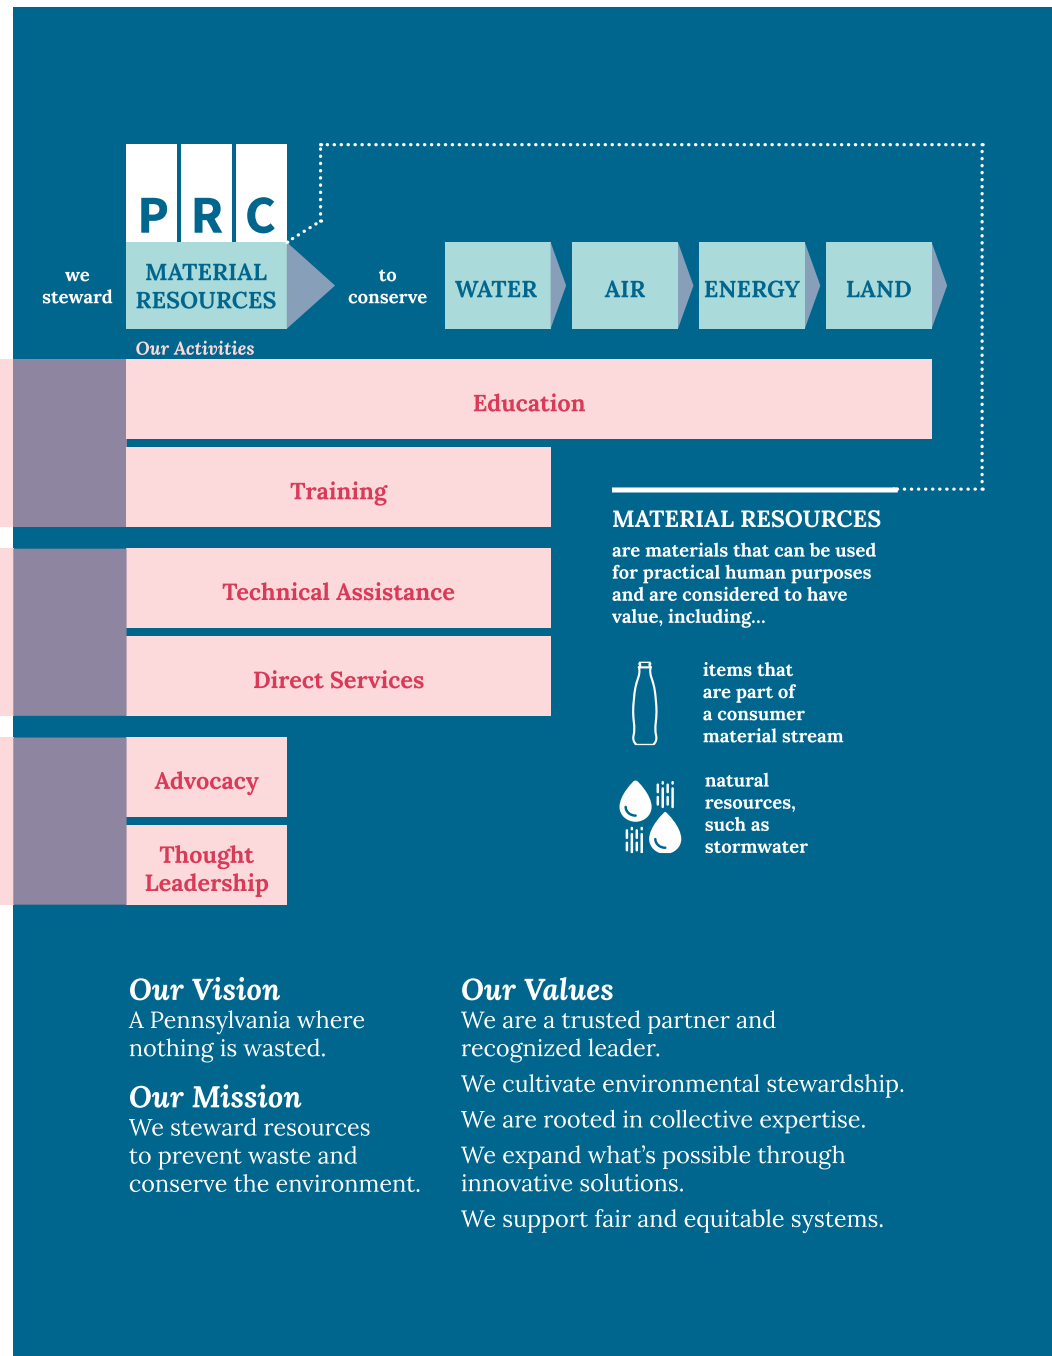 P R C
we
steward
MATERIAL
RESOURCES
to
conserve
WATER
AIR
ENERGY
LAND
Our Activities
Education
Training
Technical Assistance
Direct Services
Advocacy
Thought
Leadership
MATERIAL RESOURCES
are materials that can be used
for practical human purposes
and are considered to have
value, including...
items that
are part of
a consumer
material stream
natural
resources,
such as
stormwater
Our Vision
A Pennsylvania where
nothing is wasted.
Our Mission
We steward resources
to prevent waste and
conserve the environment.
Our Values
We are a trusted partner and
recognized leader.
We cultivate environmental stewardship.
We are rooted in collective expertise.
We expand what’s possible through
innovative solutions.
We support fair and equitable systems.